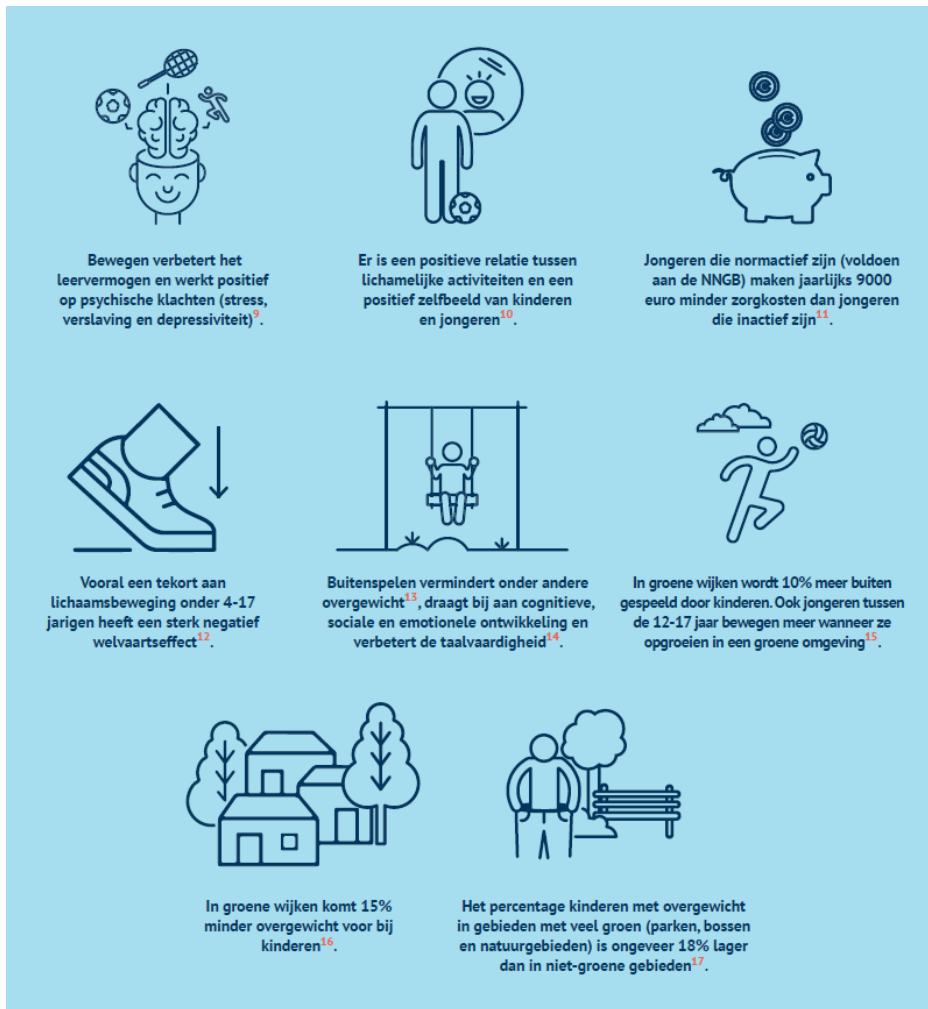 Bewegen verbetert het
leervermogen en werkt positief
op psychische klachten (stress,
verslaving en depressiviteit)9.
Er is een positieve relatie tussen
lichamelijke activiteiten en een
positief zelfbeeld van kinderen
en jongeren10.
Jongeren die normactief zijn (voldoen
aan de NNGB) maken jaarlijks 9000
euro minder zorgkosten dan jongeren
die inactief zijn11.
Vooral een tekort aan
lichaamsbeweging onder 4-17
jarigen heeft een sterk negatief
welvaartseffect12.
Buitenspelen vermindert onder andere
overgewicht13, draagt bij aan cognitieve,
sociale en emotionele ontwikkeling en
verbetert de taalvaardigheid14.
In groene wijken wordt 10% meer buiten
gespeeld door kinderen. Ook jongeren tussen
de 12-17 jaar bewegen meer wanneer ze
opgroeien in een groene omgeving15.
In groene wijken komt 15%
minder overgewicht voor bij
kinderen16.
Het percentage kinderen met overgewicht
in gebieden met veel groen (parken, bossen
en natuurgebieden) is ongeveer 18% lager
dan in niet-groene gebieden17.